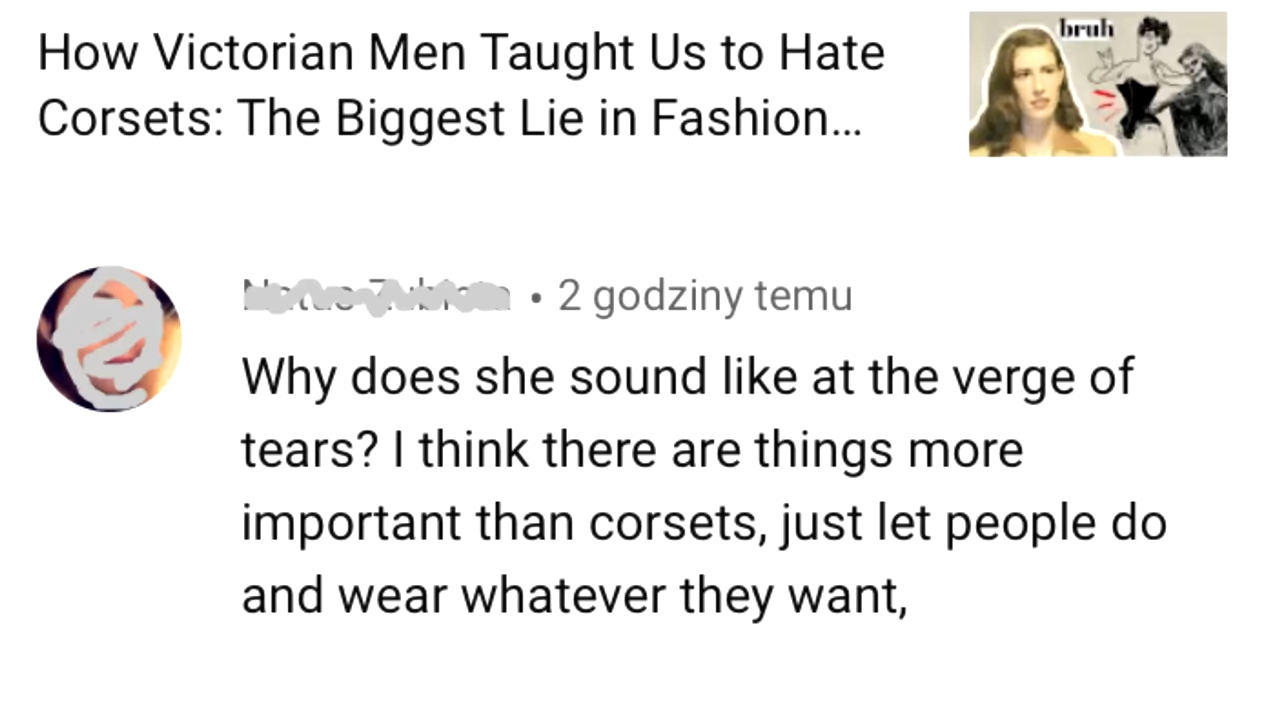 How Victorian Men Taught Us to Hate
Corsets: The Biggest Lie in Fashion...
bruh
• 2 godziny temu
Why does she sound like at the verge of
tears? I think there are things more
important than corsets, just let people do
and wear whatever they want,